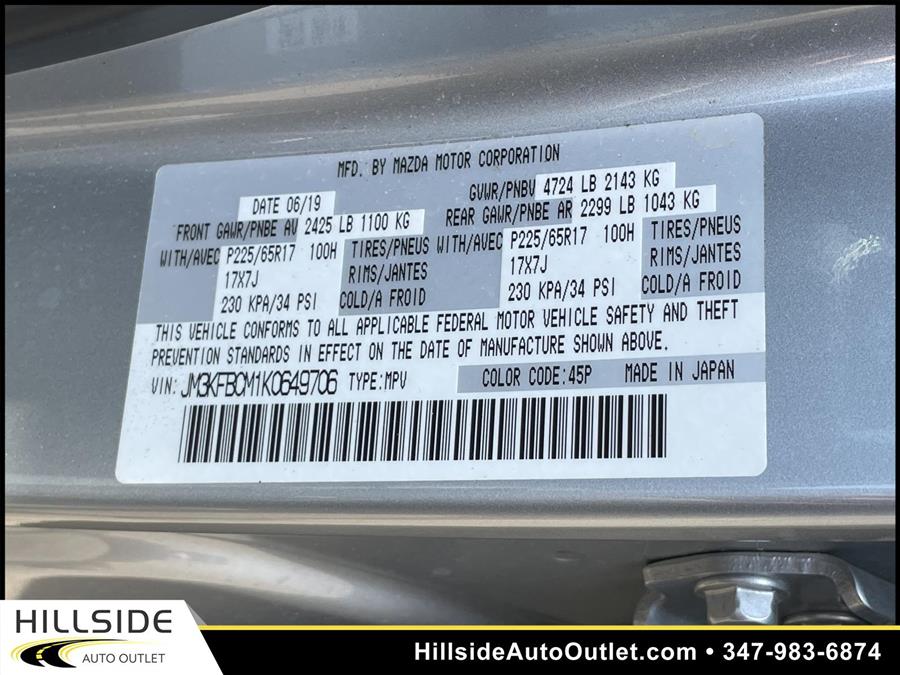 MFD. BY MAZDA MOTOR CORPORATION
DATE 06/19 GVWR/PNBV 4724 LB 2143 KG
FRONT GAWR/PNBE AV 2425 LB 1100 KG REAR GAWR/PNBE AR 2299 LB 1043 KG
WITH/AVEC P225/65R17 100H TIRES/PNEUS WITH/AVEC P225/65R17 100H TIRES/PNEUS
17X7J RIMS/JANTES 17X7J RIMS/JANTES
230 KPA/34 PSI COLD/A FROID 230 KPA/34 PSI COLD/A FROID
THIS VEHICLE CONFORMS TO ALL APPLICABLE FEDERAL MOTOR VEHICLE SAFETY AND THEFT
PREVENTION STANDARDS IN EFFECT ON THE DATE OF MANUFACTURE SHOWN ABOVE.
VIN: JM3KFBCM1K0649706 TYPE:MPV COLOR CODE:45P MADE IN JAPAN
HILLSIDE
AUTO OUTLET
HillsideAutoOutlet.com • 347-983-6874